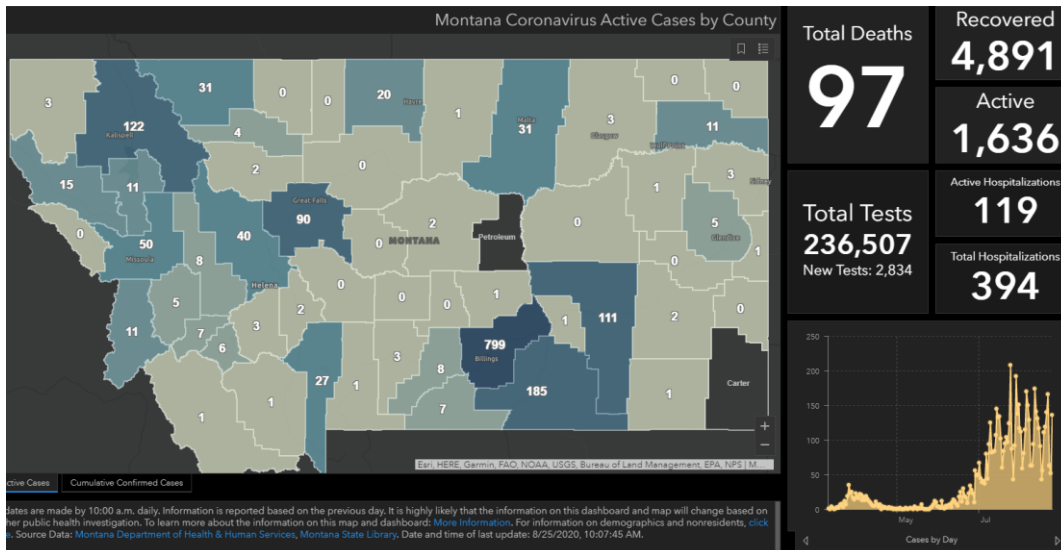 Montana Coronavirus Active Cases by County
3
122
Kalispell
31
4
2
0
0
20
Havre
1
31
Malta
3
Glasgow
0
0
Wolf Point
11
15
11
0
Great Falls
90
0
2
MONTANA
0
Petroleum
0
1
3
Sidney
5
Glendive
1
0
50
Missoula
8
40
Helena
0
0
0
1
0
0
11
5
7
6
3
2
799
Billings
1
111
2
0
27
1
3
8
7
185
1
Carter
1
1
+
−
Esri, HERE, Garmin, FAO, NOAA, USGS, Bureau of Land Management, EPA, NPS | M...
Active Cases
Cumulative Confirmed Cases
dates are made by 10:00 a.m. daily. Information is reported based on the previous day. It is highly likely that the information on this dashboard and map will change based on
her public health investigation. To learn more about the information on this map and dashboard: More Information. For information on demographics and nonresidents, click
e. Source Data: Montana Department of Health & Human Services, Montana State Library. Date and time of last update: 8/25/2020, 10:07:45 AM.
Total Deaths
97
Recovered
4,891
Active
1,636
Total Tests
236,507
New Tests: 2,834
Active Hospitalizations
119
Total Hospitalizations
394
250
200
150
100
50
0
May
Jul
Cases by Day